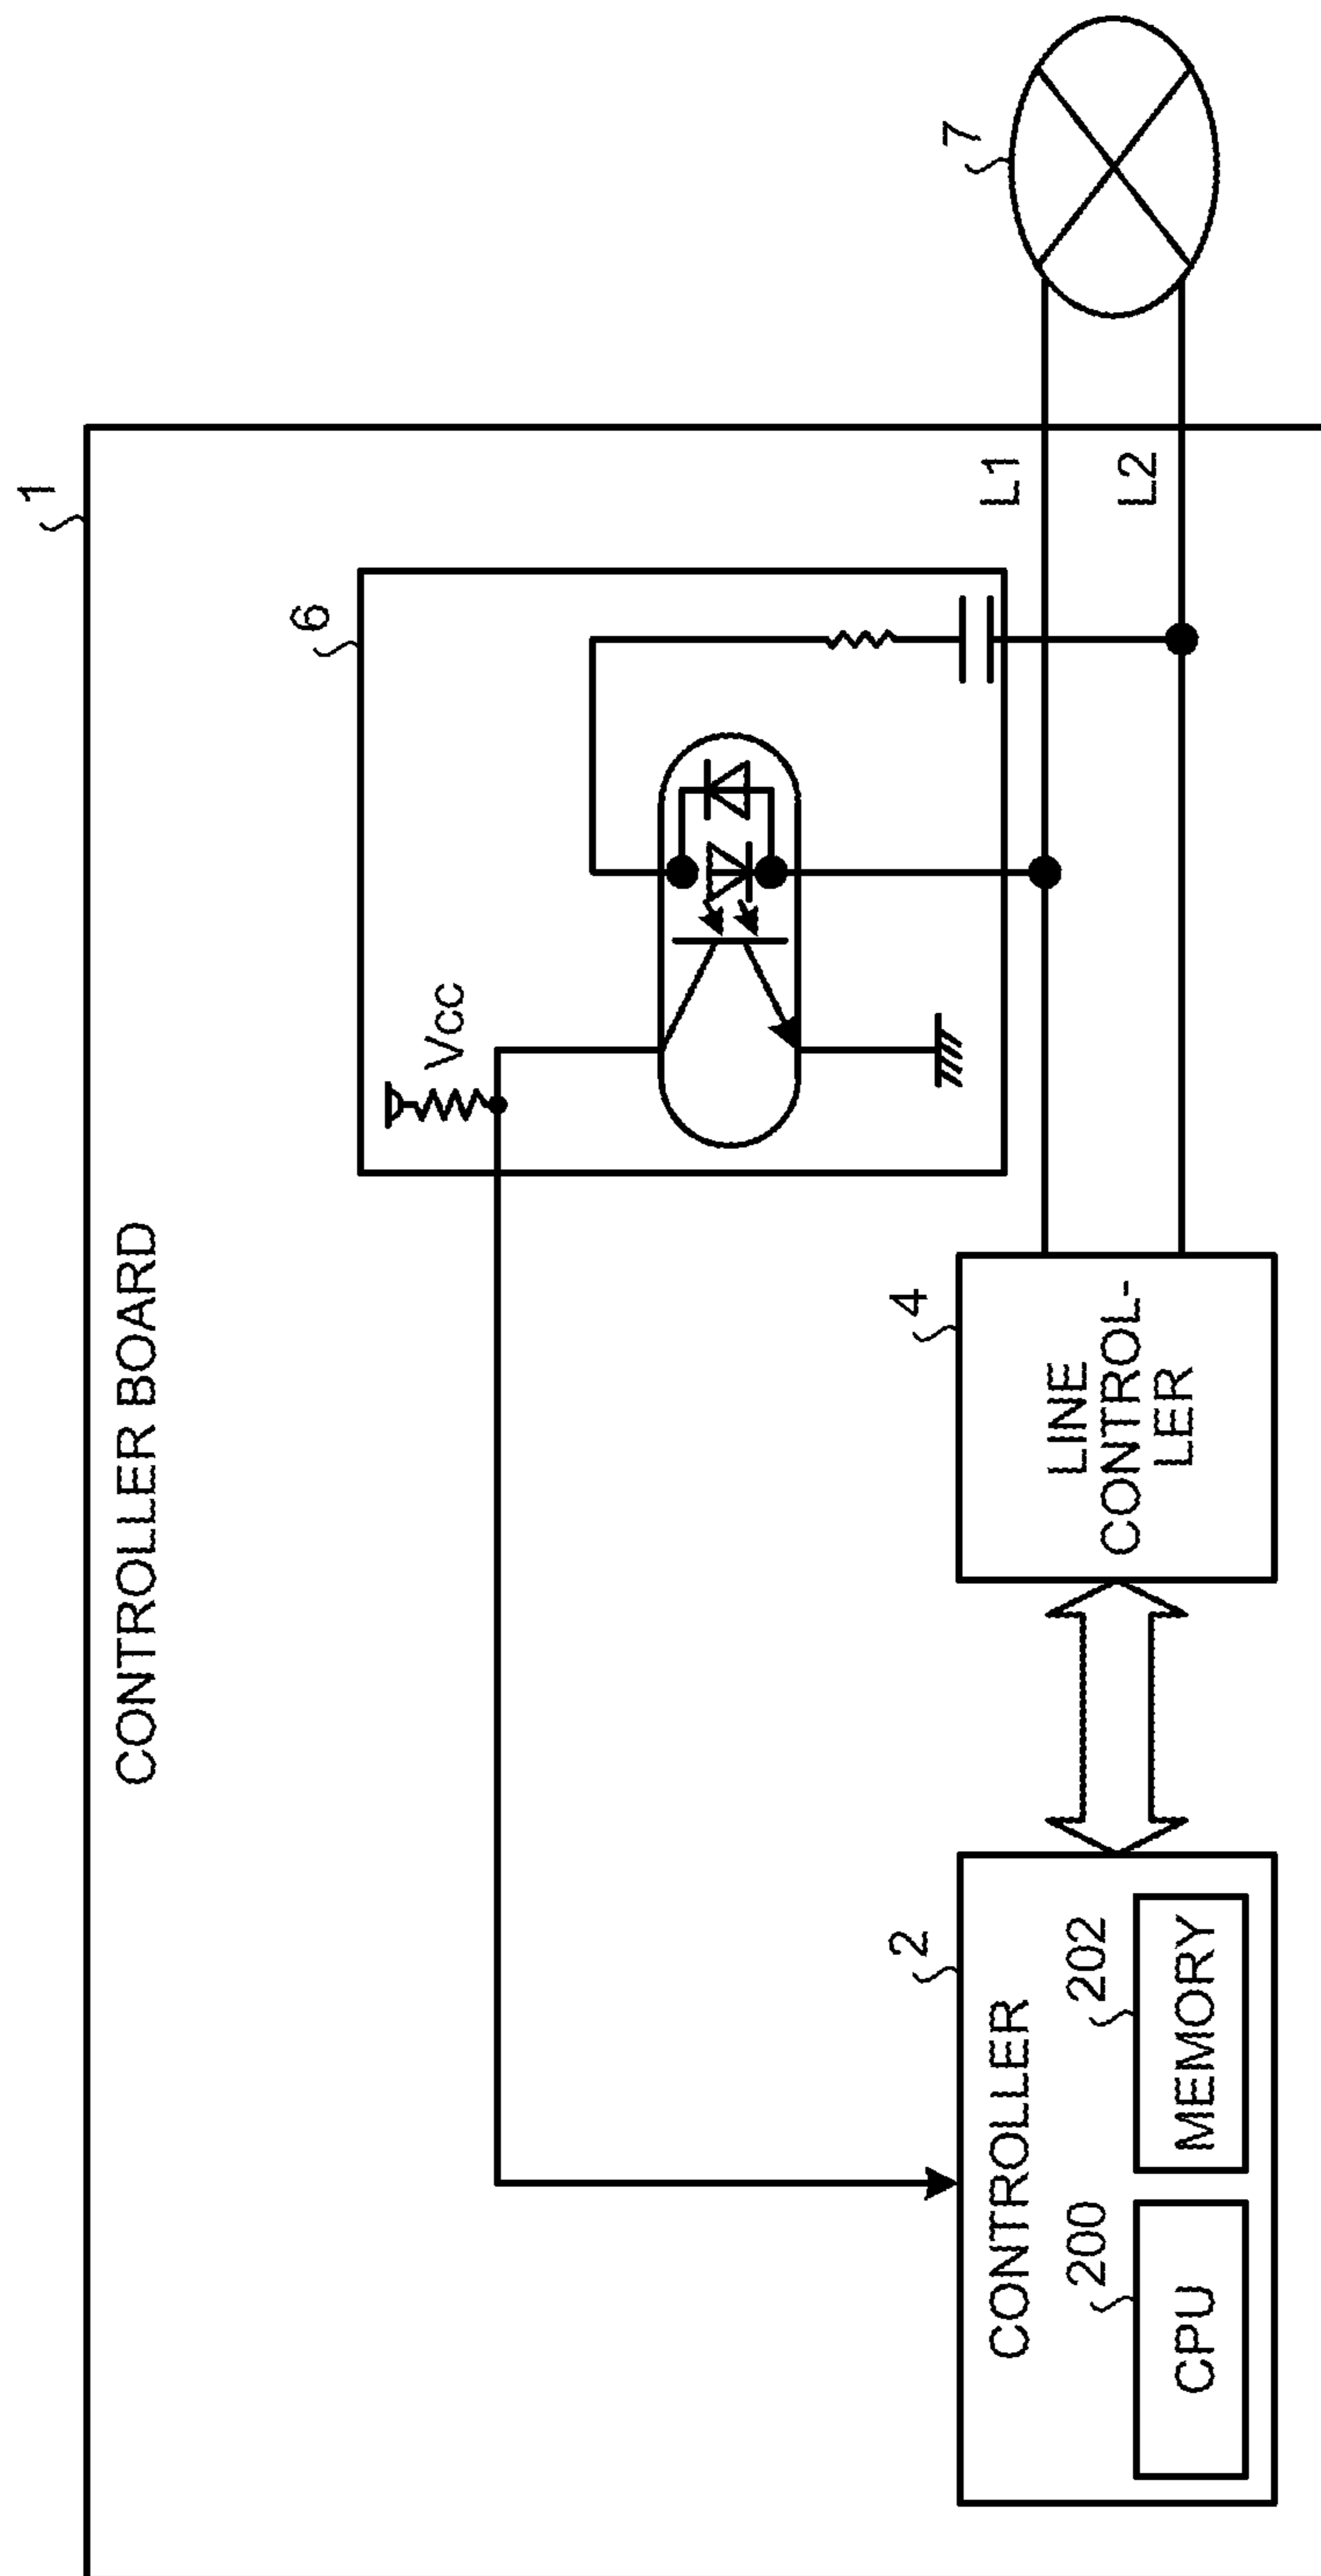 1
CONTROLLER BOARD
6
Vcc
7
L1
L2
2
CONTROLLER
200
CPU
202
MEMORY
4
LINE
CONTROL-
LER